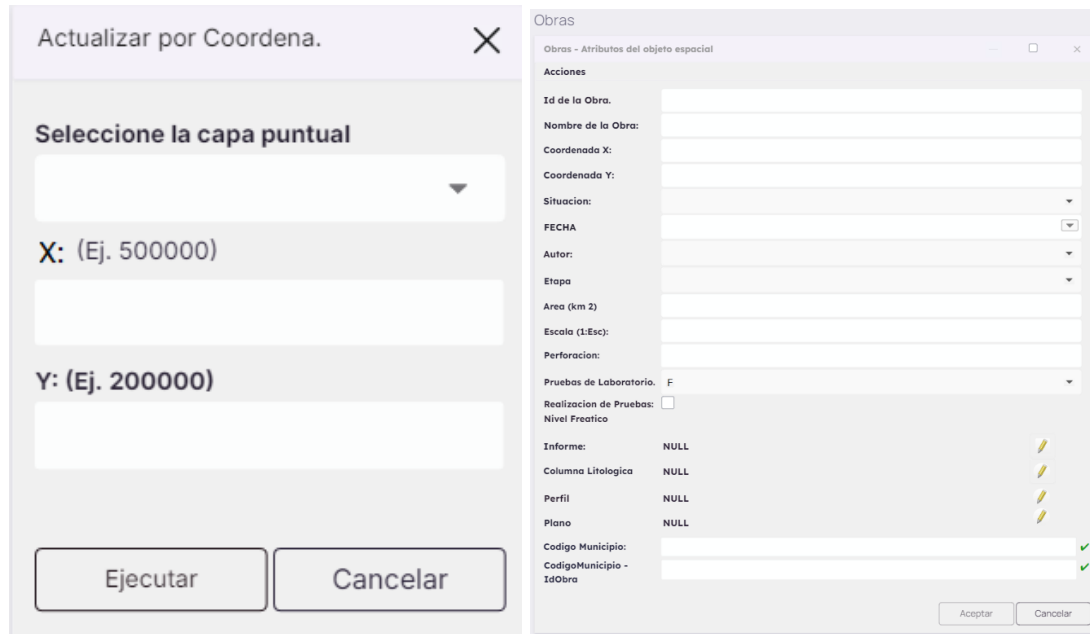 Actualizar por Coordena.
Seleccione la capa puntual
X: (Ej. 500000)
Y: (Ej. 200000)
Ejecutar
Cancelar
Obras
Obras - Atributos del objeto espacial
Acciones
Id de la Obra.
Nombre de la Obra:
Coordenada X:
Coordenada Y:
Situacion:
FECHA
Autor:
Etapa
Area (km 2)
Escala (1:Esc):
Perforacion:
Pruebas de Laboratorio. F
Realizacion de Pruebas:
Nivel Freatico
Informe: NULL
Columna Litologica NULL
Perfil NULL
Plano NULL
Codigo Municipio:
CodigoMunicipio -
IdObra
Aceptar
Cancelar